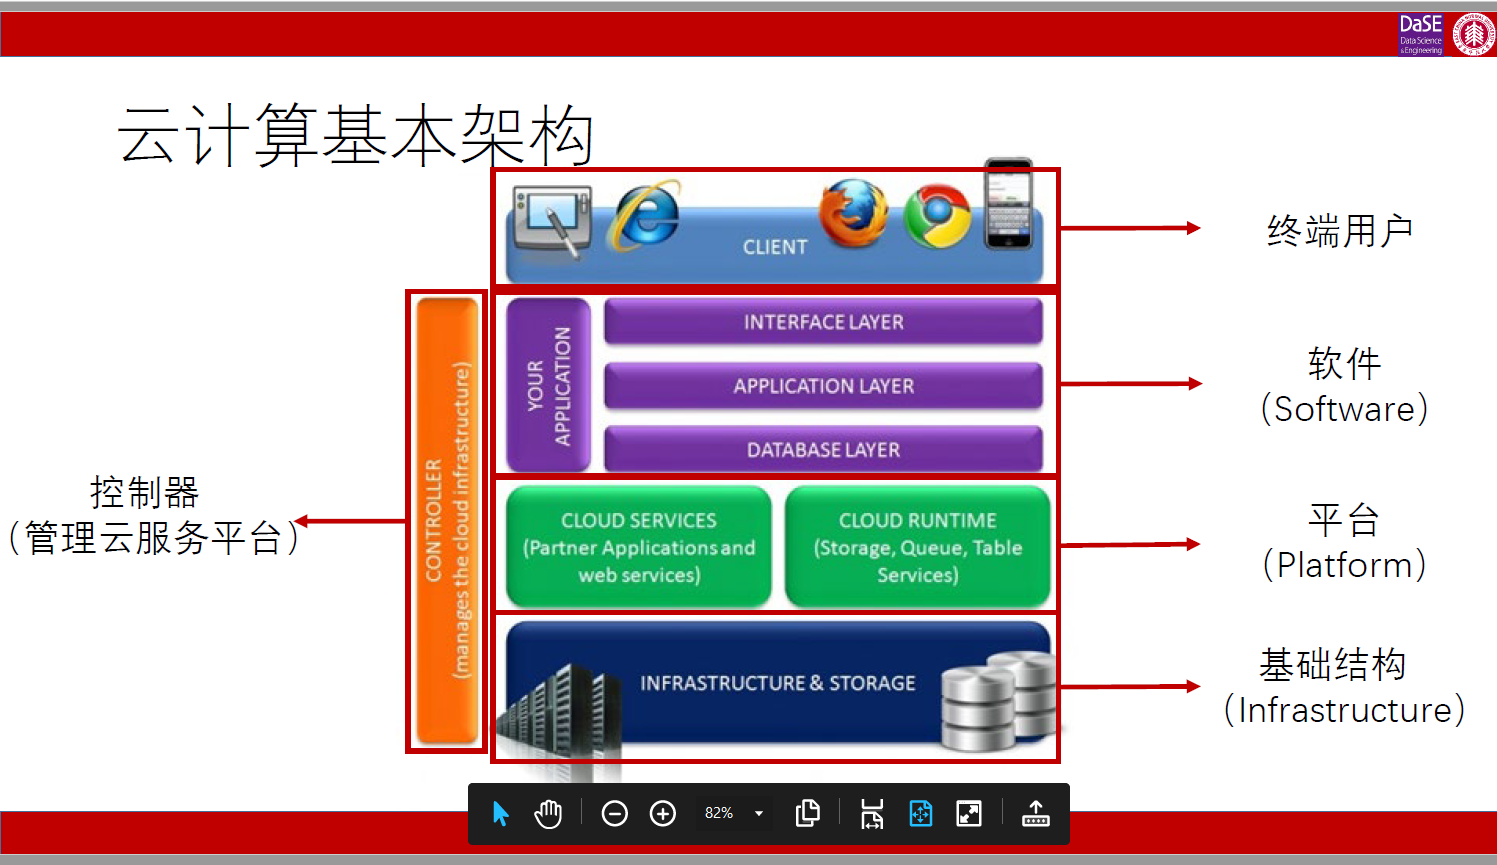 DaSE
Data Science
& Engineering
云计算基本架构
CLIENT
终端用户
YOUR
APPLICATION
INTERFACE LAYER
APPLICATION LAYER
DATABASE LAYER
软件
（Software）
CONTROLLER
(manages the cloud infrastructure)
控制器
（管理云服务平台）
CLOUD SERVICES
(Partner Applications and
web services)
CLOUD RUNTIME
(Storage, Queue, Table
Services)
平台
（Platform）
INFRASTRUCTURE & STORAGE
基础结构
（Infrastructure）
82%